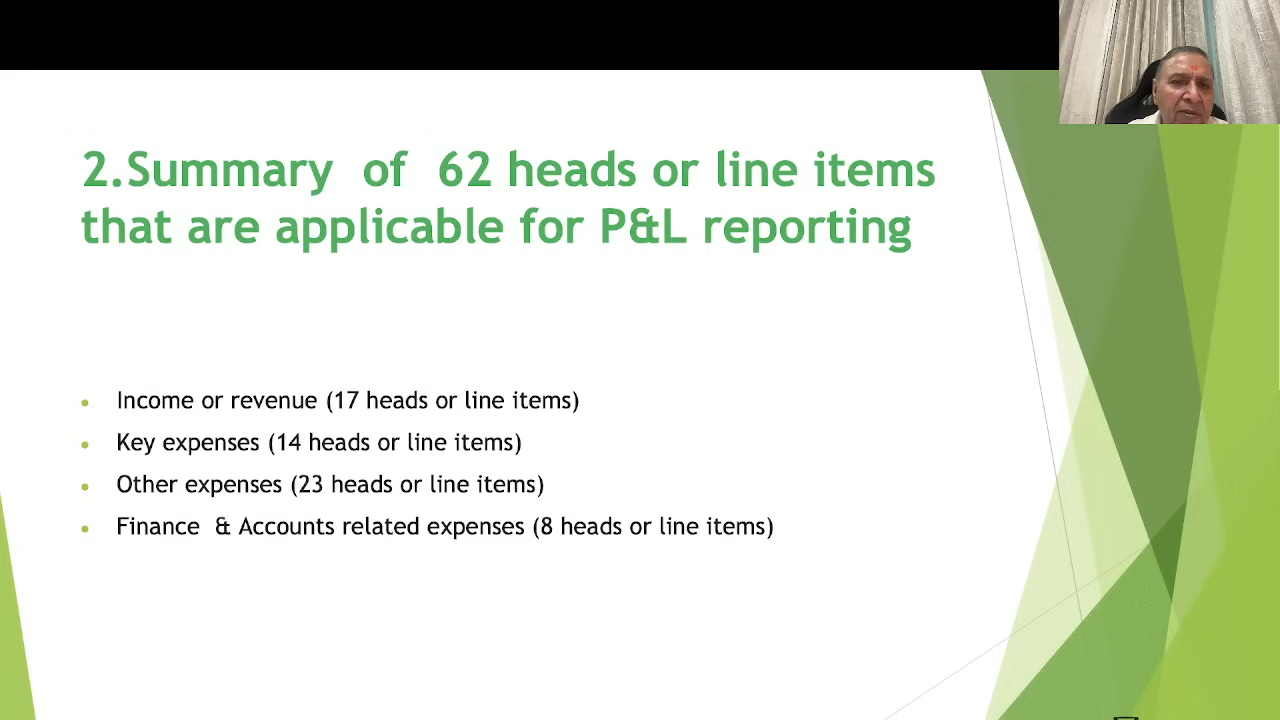 2.Summary of 62 heads or line items
that are applicable for P&L reporting
Income or revenue (17 heads or line items)
Key expenses (14 heads or line items)
Other expenses (23 heads or line items)
Finance & Accounts related expenses (8 heads or line items)